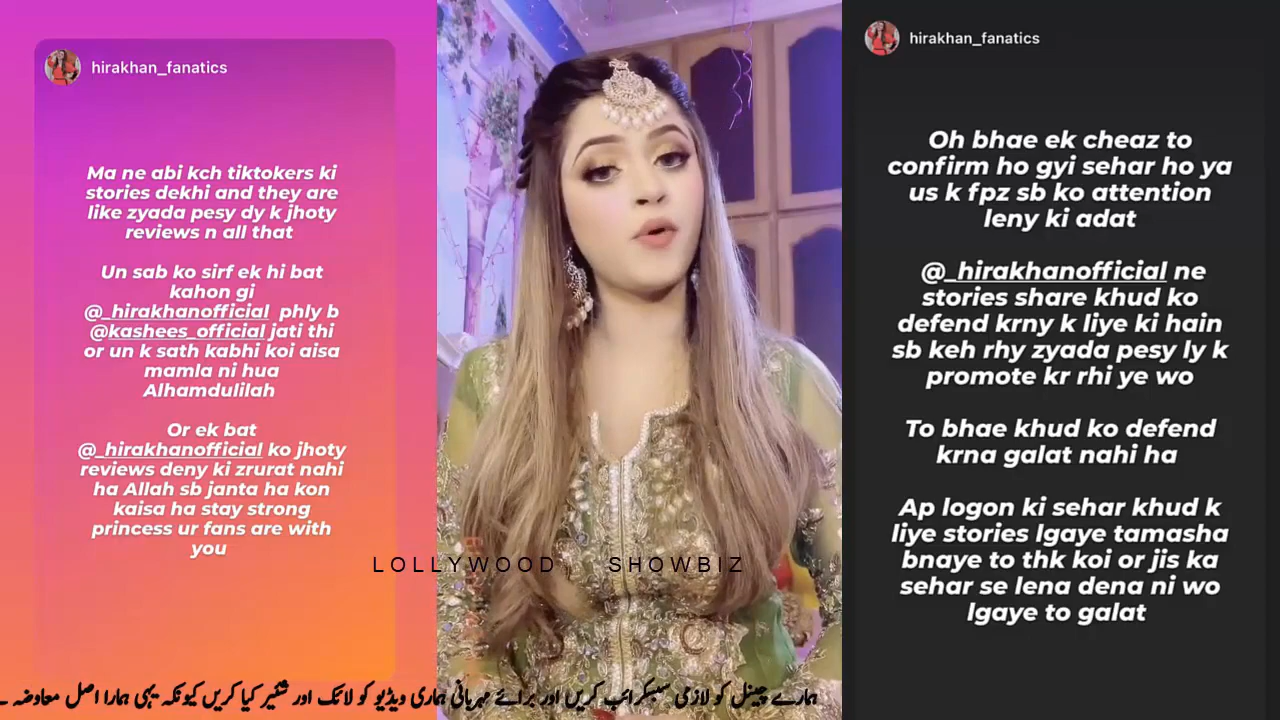 hirakhan_fanatics
Ma ne abi kch tiktokers ki
stories dekhi and they are
like zyada pesy dy k jhoty
reviews n all that
Un sab ko sirf ek hi bat
kahon gi
@_hirakhanofficial phly b
@kashees_official jati thi
or un k sath kabhi koi aisa
mamla ni hua
Alhamdulilah
Or ek bat
@_hirakhanofficial ko jhoty
reviews deny ki zrurat nahi
ha Allah sb janta ha kon
kaisa ha stay strong
princess ur fans are with
you
LOLLYWOOD SHOWBIZ
hirakhan_fanatics
Oh bhae ek cheaz to
confirm ho gyi sehar ho ya
us k fpz sb ko attention
leny ki adat
@_hirakhanofficial ne
stories share khud ko
defend krny k liye ki hain
sb keh rhy zyada pesy ly k
promote kr rhi ye wo
To bhae khud ko defend
krna galat nahi ha
Ap logon ki sehar khud k
liye stories lgaye tamasha
bnaye to thk koi or jis ka
sehar se lena dena ni wo
lgaye to galat
ہمارے چینل کو لازمی سبسکرائب کریں اور برائے مہربانی ہماری ویڈیو کو لائک اور شئیر کیا کریں کیونکہ یہی ہمارا اصل معاوضہ ۔